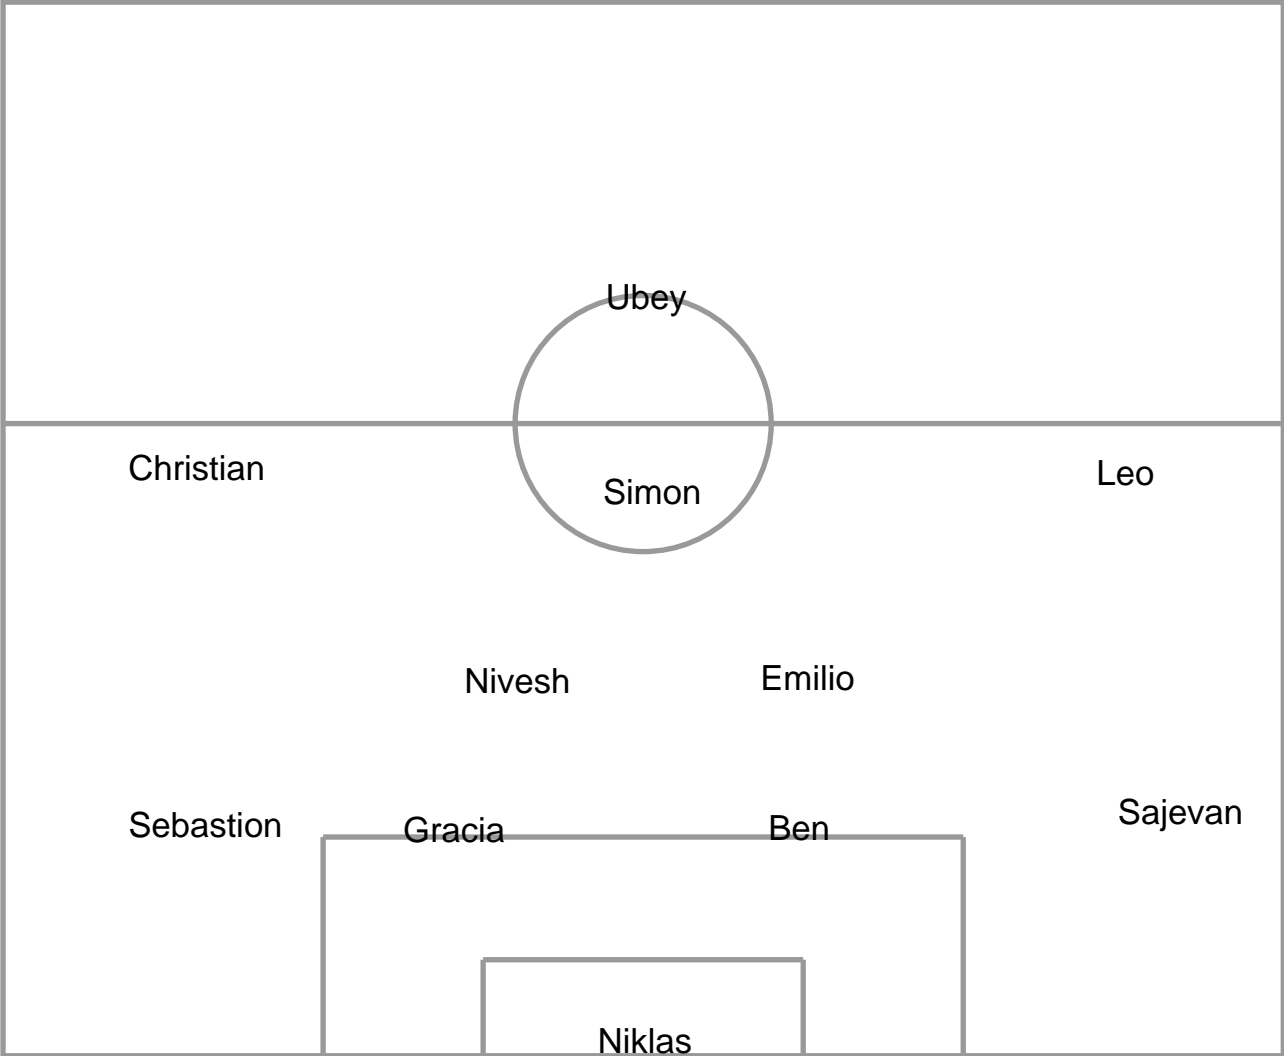 Ubey
Christian
Simon
Leo
Nivesh
Emilio
Sebastion
Gracia
Ben
Sajevan
Niklas